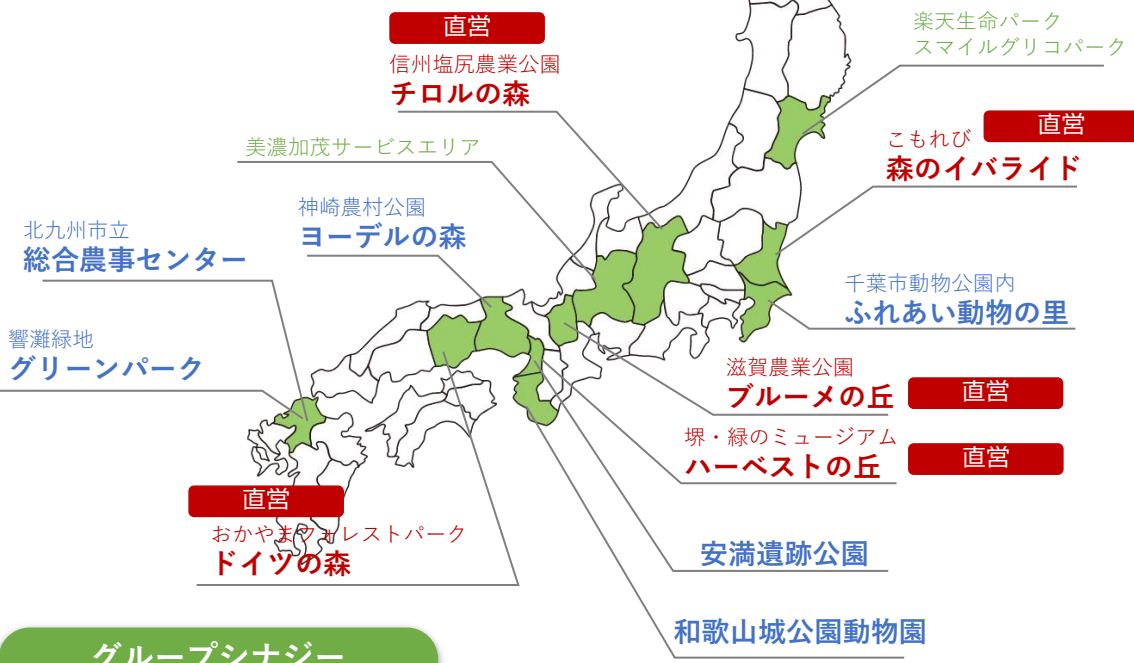 直営
信州塩尻農業公園
チロルの森
楽天生命パーク
スマイルグリコパーク
直営
こもれび
森のイバライド
美濃加茂サービスエリア
神崎農村公園
ヨーデルの森
北九州市立
総合農事センター
千葉市動物公園内
ふれあい動物の里
響灘緑地
グリーンパーク
滋賀農業公園
ブルーメの丘
直営
堺・緑のミュージアム
ハーベストの丘
直営
直営
おかやまフォレストパーク
ドイツの森
安満遺跡公園
和歌山城公園動物園
グループシナジー